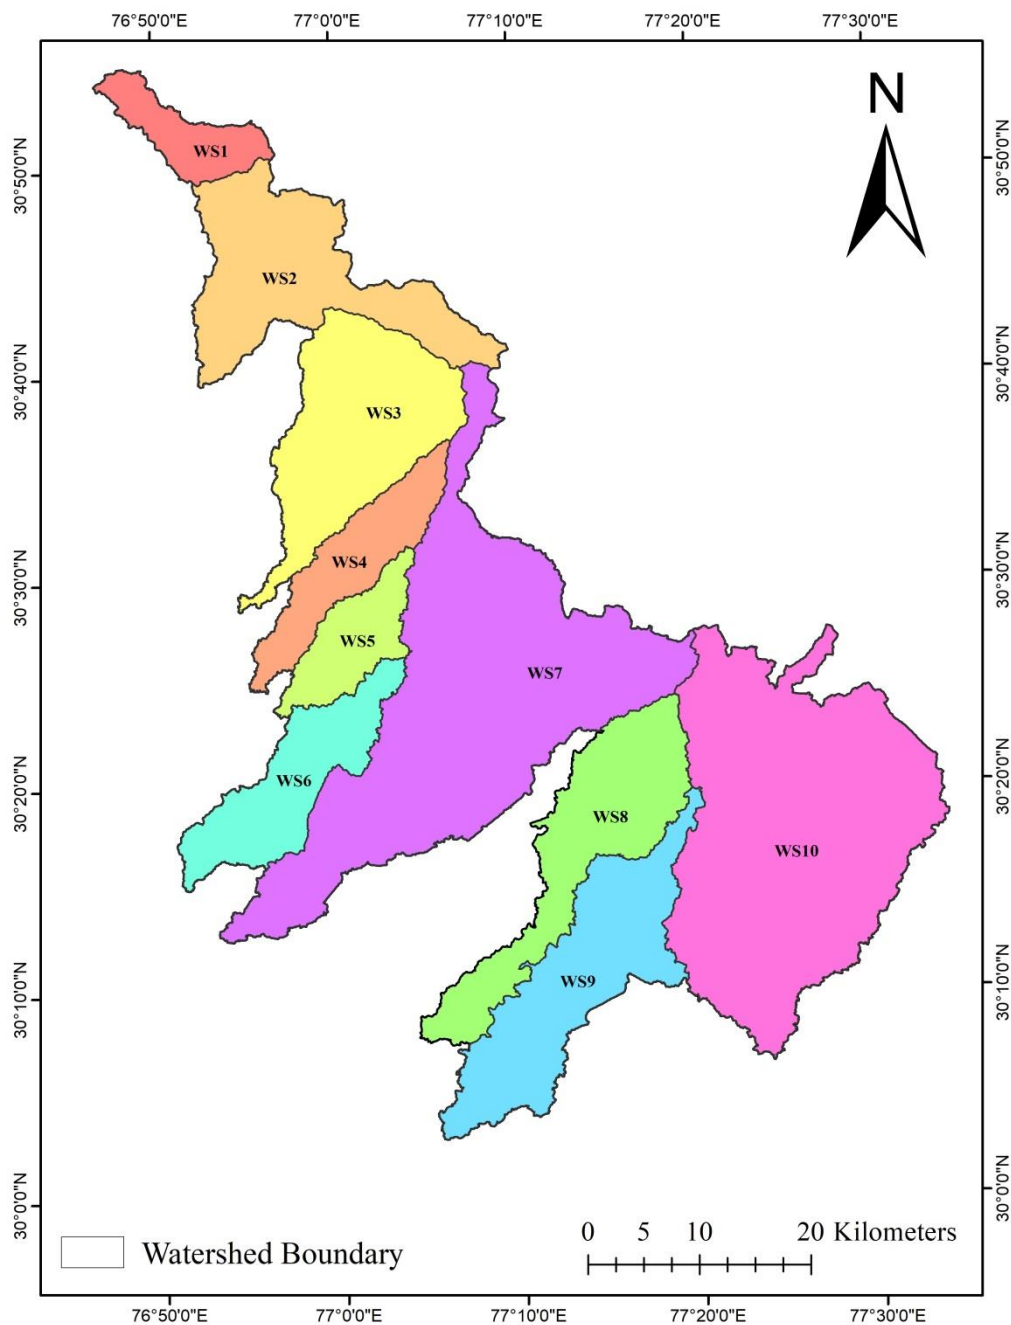 76°50'0"E 77°0'0"E 77°10'0"E 77°20'0"E 77°30'0"E
N
30°50'0"N 30°50'0"N
WS1
WS2
30°40'0"N 30°40'0"N
WS3
WS4
30°30'0"N 30°30'0"N
WS5
WS7
WS6
30°20'0"N 30°20'0"N
WS8
WS10
WS9
30°10'0"N 30°10'0"N
30°0'0"N 30°0'0"N
0 5 10 20 Kilometers
Watershed Boundary
76°50'0"E 77°0'0"E 77°10'0"E 77°20'0"E 77°30'0"E